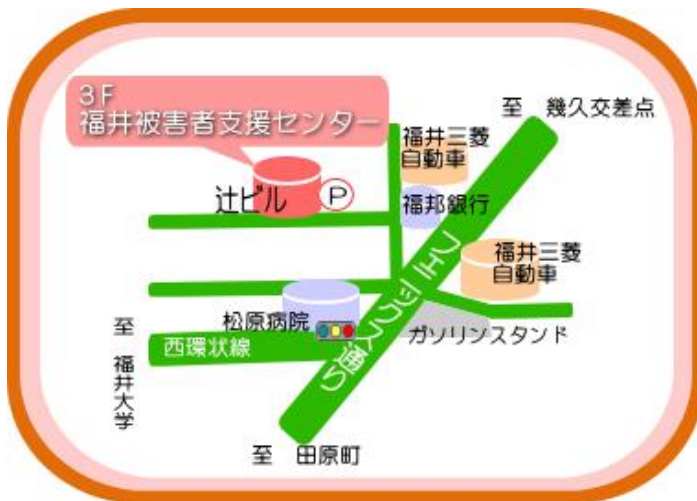 3F
福井被害者支援センター
至 幾久交差点
福井三菱
自動車
辻ビル
P
福邦銀行
フェニックス通り
福井三菱
自動車
松原病院
ガソリンスタンド
西環状線
至 福井大学
至 田原町